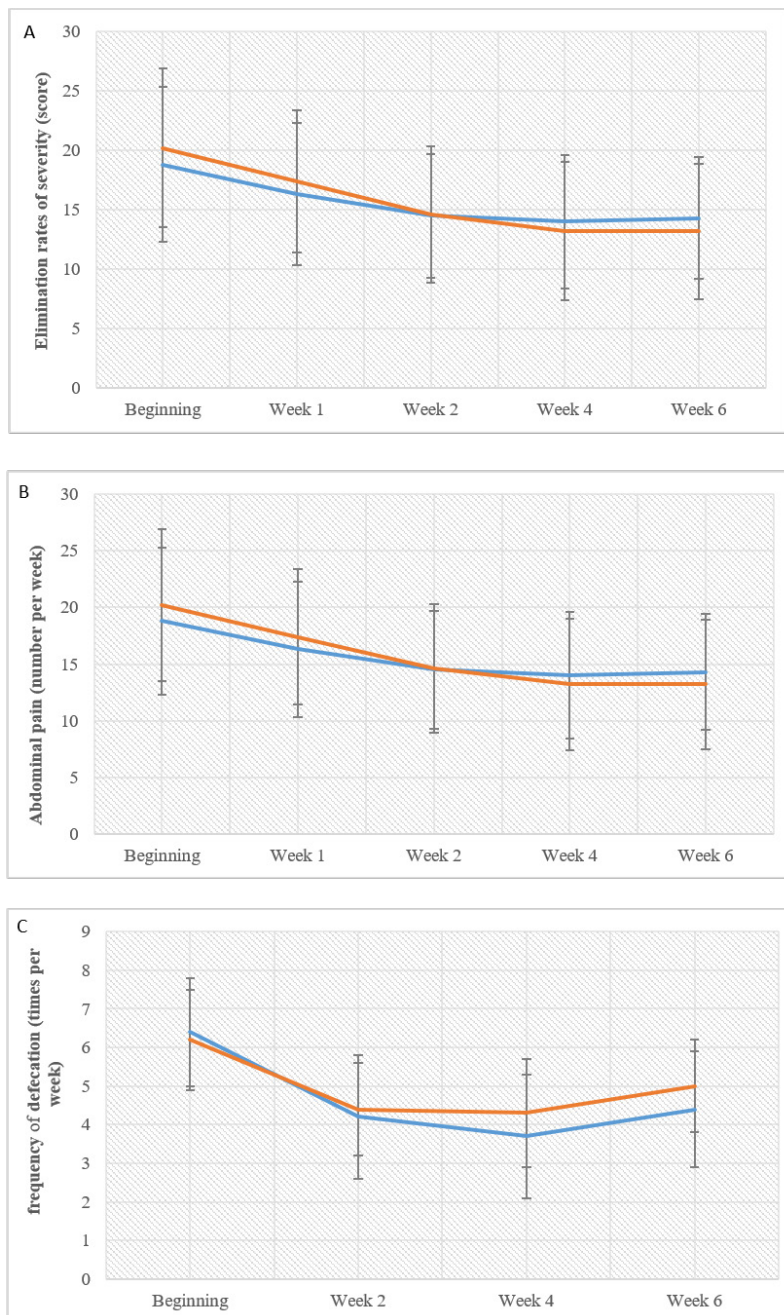 A
30
25
20
15
10
5
0
Elimination rates of severity (score)
Beginning Week 1 Week 2 Week 4 Week 6
B
30
25
20
15
10
5
0
Abdominal pain (number per week)
Beginning Week 1 Week 2 Week 4 Week 6
C
9
8
7
6
5
4
3
2
1
0
frequency of defecation (times per
week)
Beginning Week 2 Week 4 Week 6